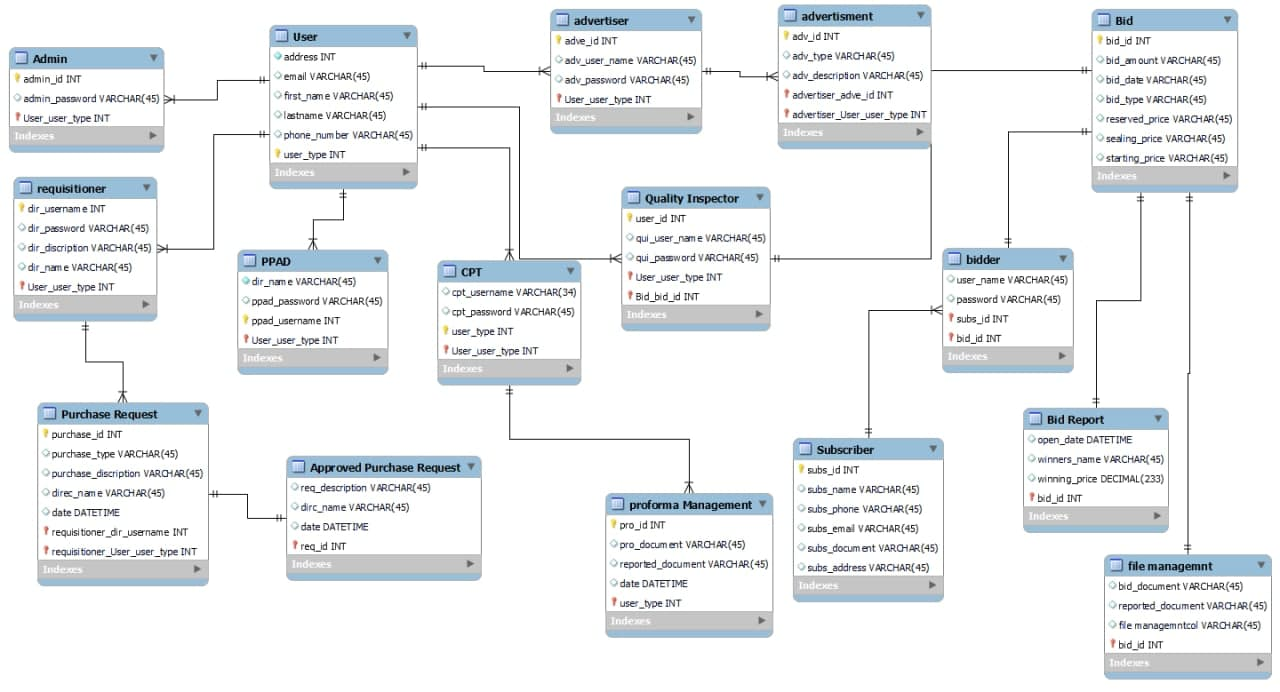 Admin
admin_id INT
admin_password VARCHAR(45)
User_user_type INT
Indexes
User
address INT
email VARCHAR(45)
first_name VARCHAR(45)
lastname VARCHAR(45)
phone_number VARCHAR(45)
user_type INT
Indexes
advertiser
adve_id INT
adv_user_name VARCHAR(45)
adv_password VARCHAR(45)
User_user_type INT
Indexes
advertisment
adv_id INT
adv_type VARCHAR(45)
adv_description VARCHAR(45)
advertiser_adve_id INT
advertiser_User_user_type INT
Indexes
Bid
bid_id INT
bid_amount VARCHAR(45)
bid_date VARCHAR(45)
bid_type VARCHAR(45)
reserved_price VARCHAR(45)
sealing_price VARCHAR(45)
starting_price VARCHAR(45)
Indexes
requisitioner
dir_username INT
dir_password VARCHAR(45)
dir_discription VARCHAR(45)
dir_name VARCHAR(45)
User_user_type INT
Indexes
PPAD
dir_name VARCHAR(45)
ppad_password VARCHAR(45)
ppad_username INT
User_user_type INT
Indexes
CPT
cpt_username VARCHAR(34)
cpt_password VARCHAR(45)
user_type INT
User_user_type INT
Indexes
Quality Inspector
user_id INT
qui_user_name VARCHAR(45)
qui_password VARCHAR(45)
User_user_type INT
Bid_bid_id INT
Indexes
bidder
user_name VARCHAR(45)
password VARCHAR(45)
subs_id INT
bid_id INT
Indexes
Purchase Request
purchase_id INT
purchase_type VARCHAR(45)
purchase_discription VARCHAR(45)
direc_name VARCHAR(45)
date DATETIME
requisitioner_dir_username INT
requisitioner_User_user_type INT
Indexes
Approved Purchase Request
req_description VARCHAR(45)
dirc_name VARCHAR(45)
date DATETIME
req_id INT
Indexes
proforma Management
pro_id INT
pro_document VARCHAR(45)
reported_document VARCHAR(45)
date DATETIME
user_type INT
Indexes
Subscriber
subs_id INT
subs_name VARCHAR(45)
subs_phone VARCHAR(45)
subs_email VARCHAR(45)
subs_document VARCHAR(45)
subs_address VARCHAR(45)
Indexes
Bid Report
open_date DATETIME
winners_name VARCHAR(45)
winning_price DECIMAL(233)
bid_id INT
Indexes
file managemnt
bid_document VARCHAR(45)
reported_document VARCHAR(45)
file managemntcol VARCHAR(45)
bid_id INT
Indexes